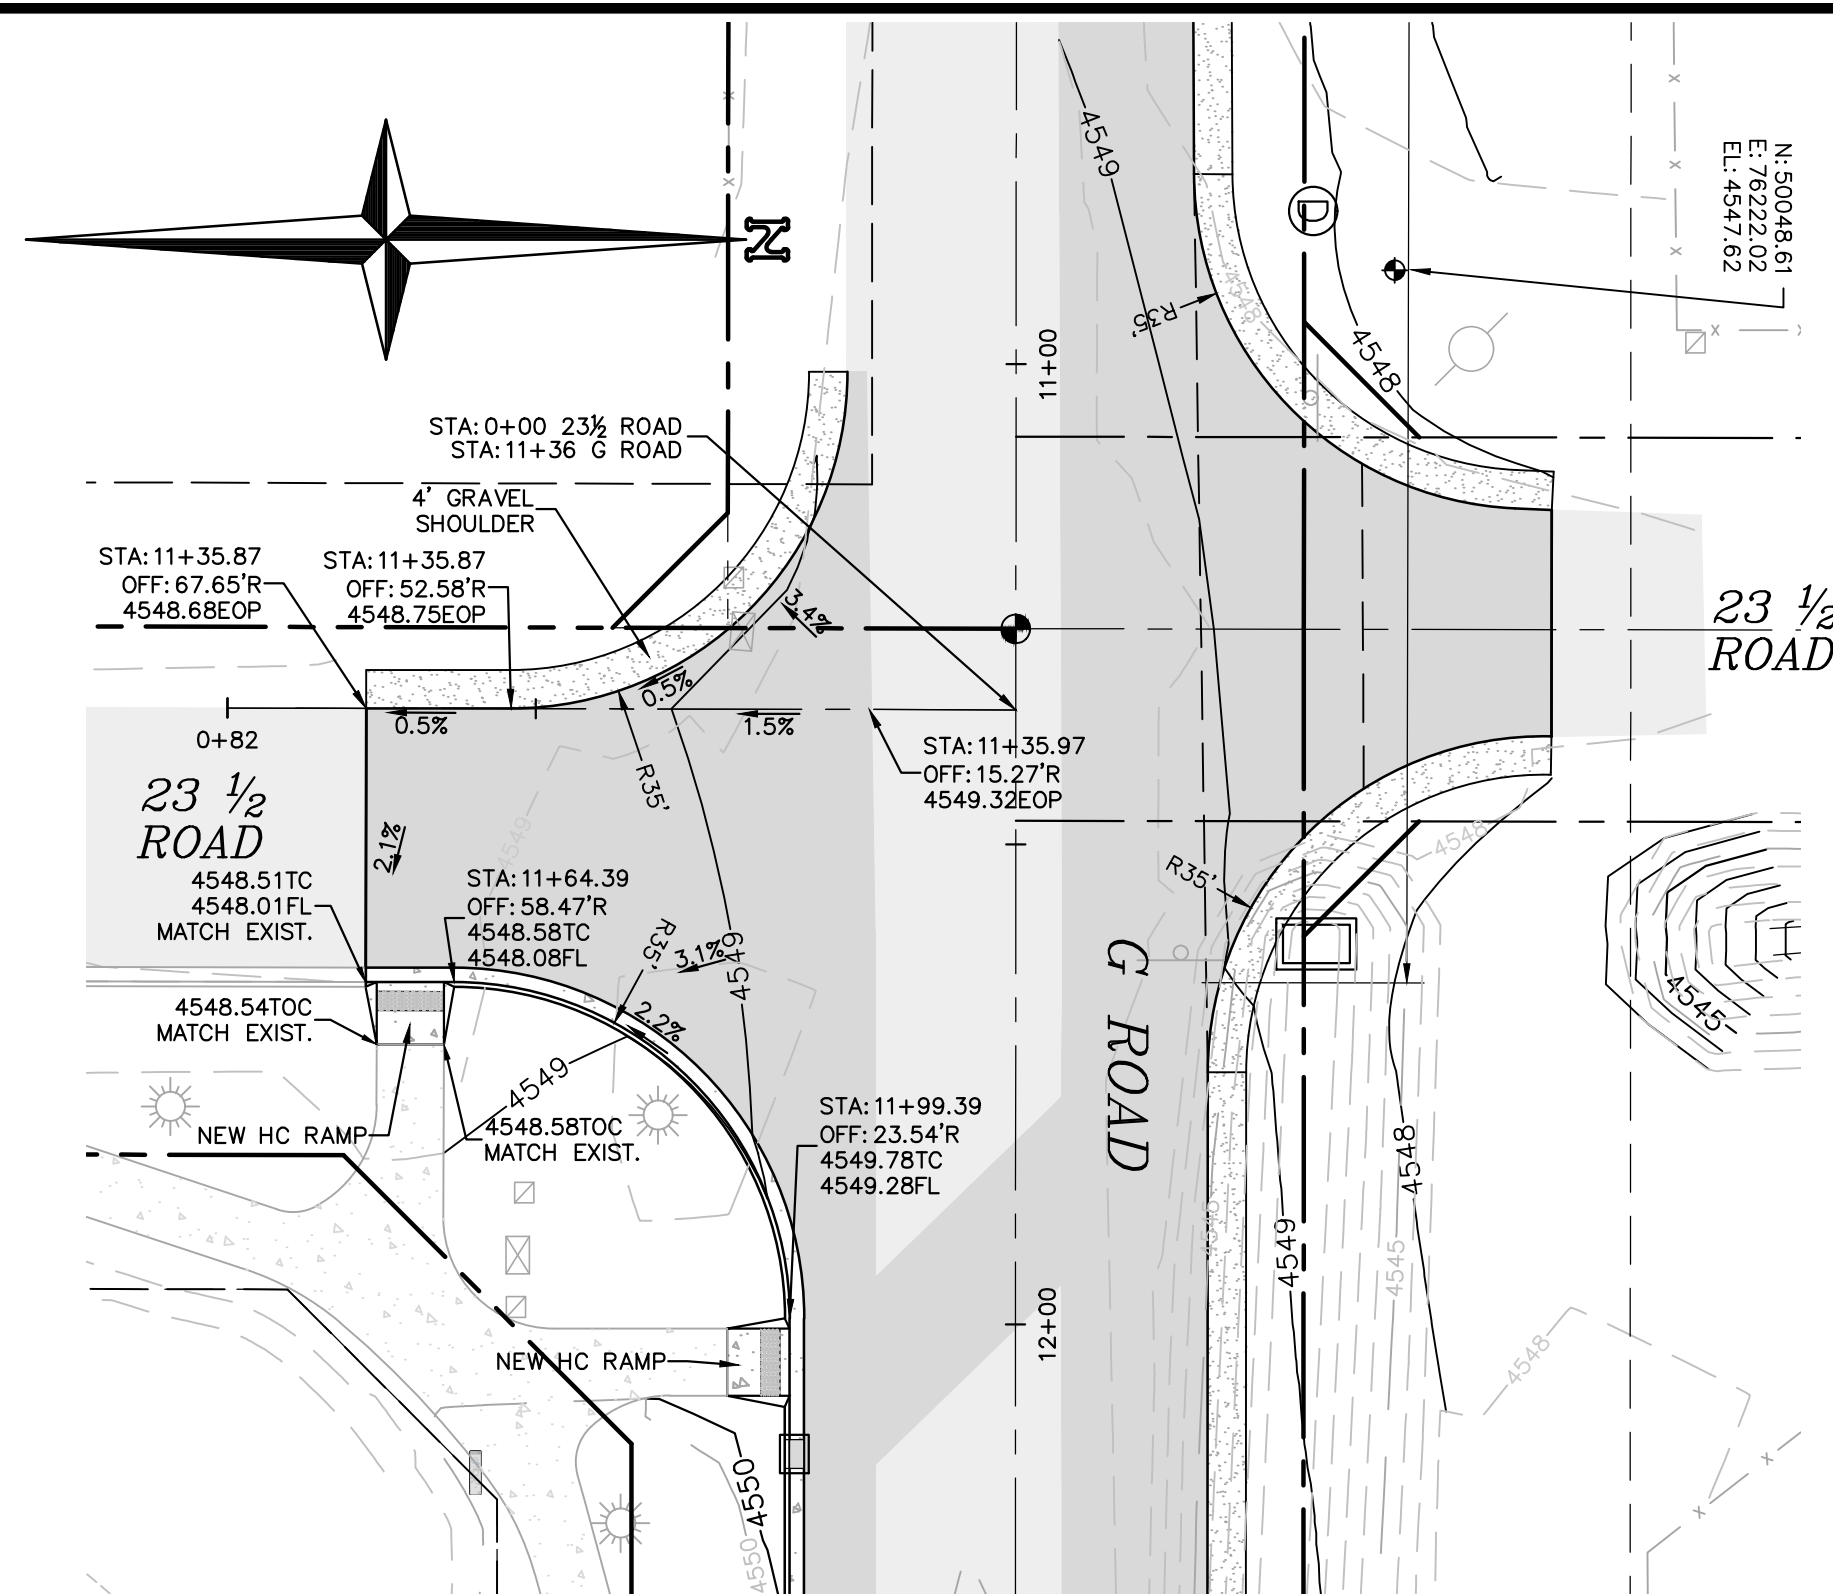 N
N: 50048.61
E: 76222.02
EL: 4547.62
4549
D
R35'
4548
4548
11+00
STA: 0+00 23½ ROAD
STA: 11+36 G ROAD
4' GRAVEL
SHOULDER
STA: 11+35.87
OFF: 67.65'R
4548.68EOP
STA: 11+35.87
OFF: 52.58'R
4548.75EOP
3.4%
0.5%
0.5%
1.5%
0+82
R35'
STA: 11+35.97
OFF: 15.27'R
4549.32EOP
23 ½
ROAD
23 ½
ROAD
2.1%
4549
4548
R35'
4548.51TC
4548.01FL
MATCH EXIST.
STA: 11+64.39
OFF: 58.47'R
4548.58TC
4548.08FL
R35'
3.1%
4549
2.2%
G ROAD
4545
4548.54TOC
MATCH EXIST.
4549
NEW HC RAMP
4548.58TOC
MATCH EXIST.
STA: 11+99.39
OFF: 23.54'R
4549.78TC
4549.28FL
4548
4549
4545
4545
12+00
NEW HC RAMP
4548
4550
4550